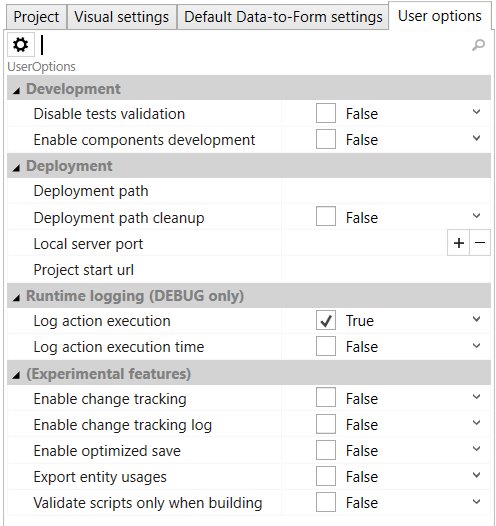 Project Visual settings Default Data-to-Form settings User options
UserOptions
Development
Disable tests validation False
Enable components development False
Deployment
Deployment path
Deployment path cleanup False
Local server port + −
Project start url
Runtime logging (DEBUG only)
Log action execution True
Log action execution time False
(Experimental features)
Enable change tracking False
Enable change tracking log False
Enable optimized save False
Export entity usages False
Validate scripts only when building False